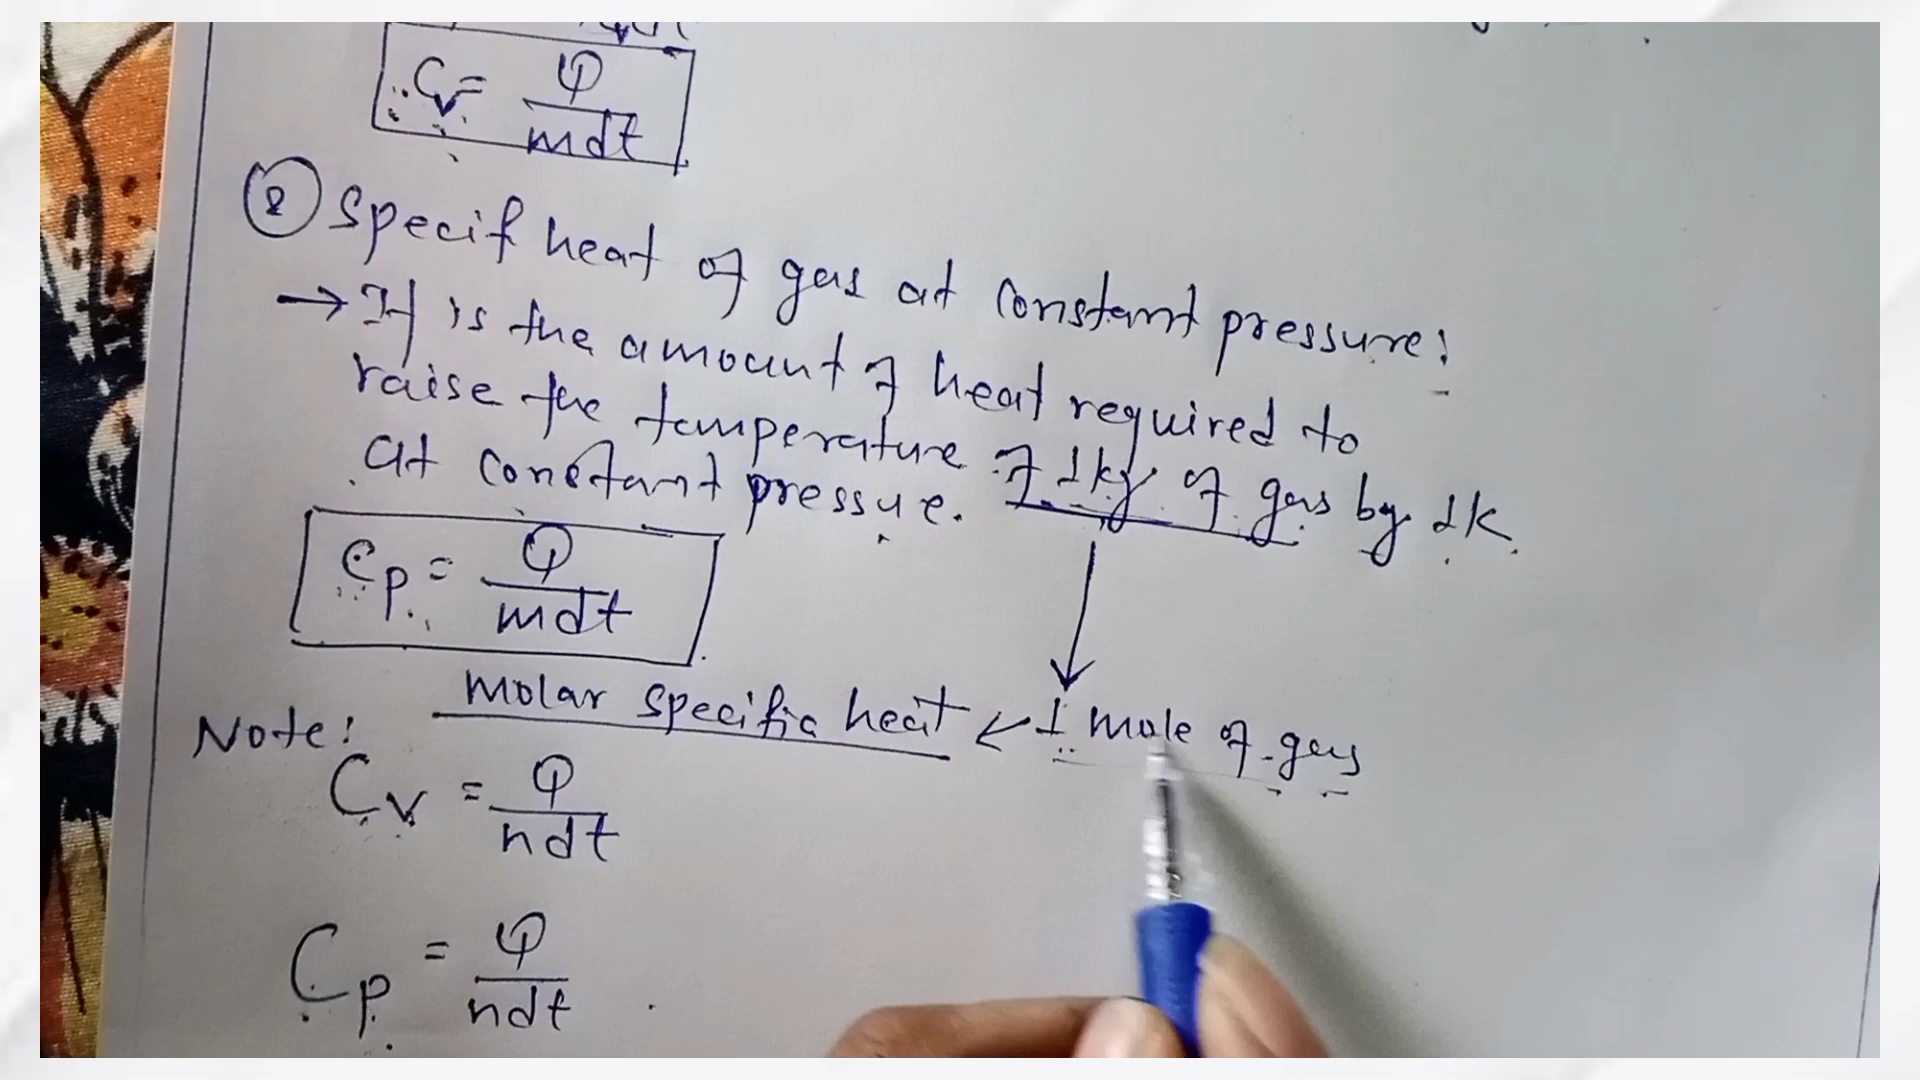 Cv = Q
mdt
② Specif heat of gas at constant pressure:
→ It is the amount of heat required to
raise the temperature of 1kg of gas by 1K
at constant pressue.
Cp = Q
mdt
Molar specific heat ← 1 mole of gas
Note:
Cv = Q
ndt
Cp = Q
ndt